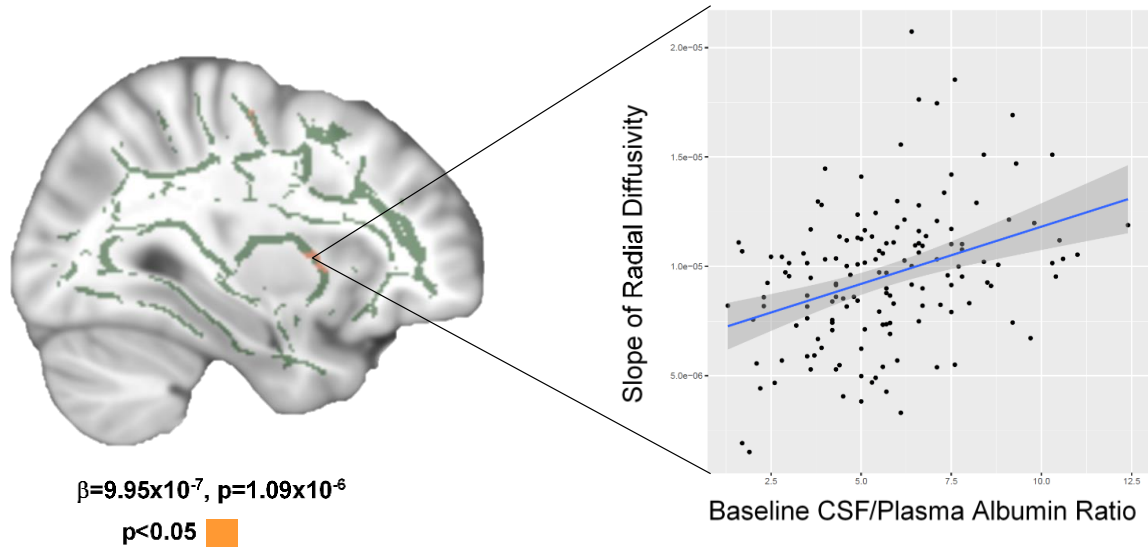 2.0e-05
1.5e-05
1.0e-05
5.0e-06
Slope of Radial Diffusivity
2.5 5.0 7.5 10.0 12.5
Baseline CSF/Plasma Albumin Ratio
β=9.95x10⁻⁷, p=1.09x10⁻⁶
p<0.05